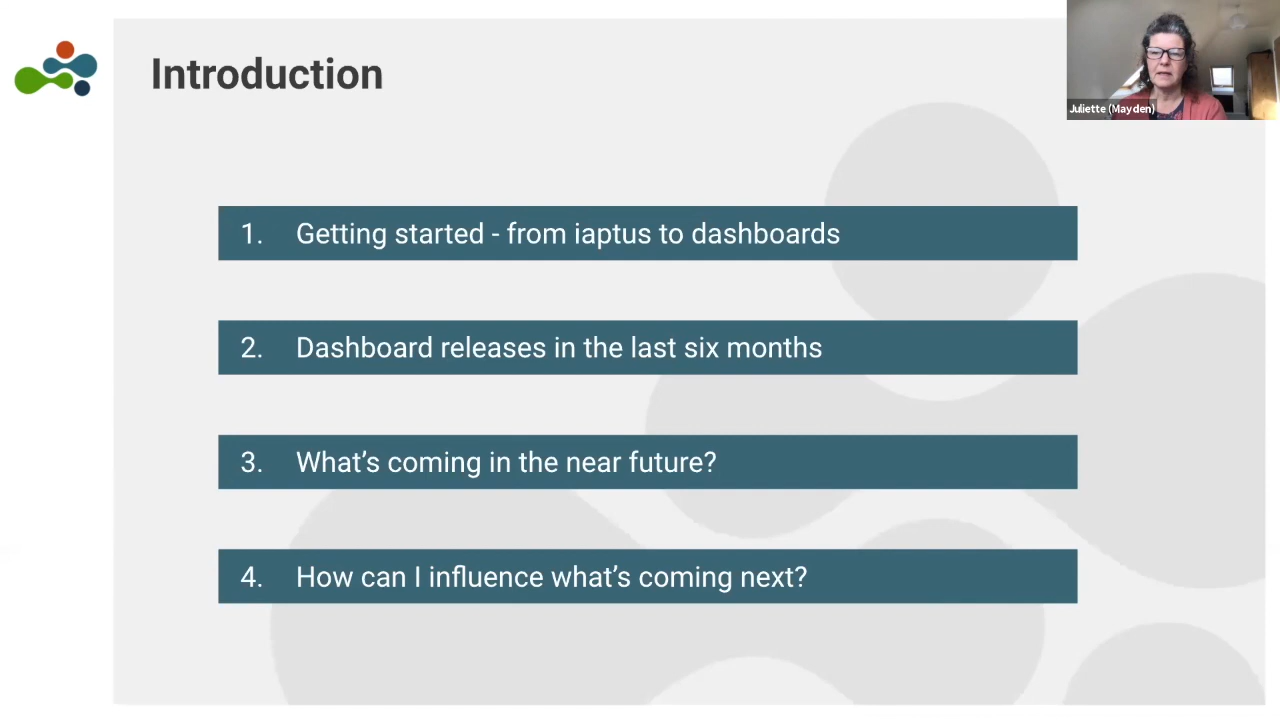 Introduction
Juliette (Mayden)
1. Getting started - from iaptus to dashboards
2. Dashboard releases in the last six months
3. What's coming in the near future?
4. How can I influence what's coming next?